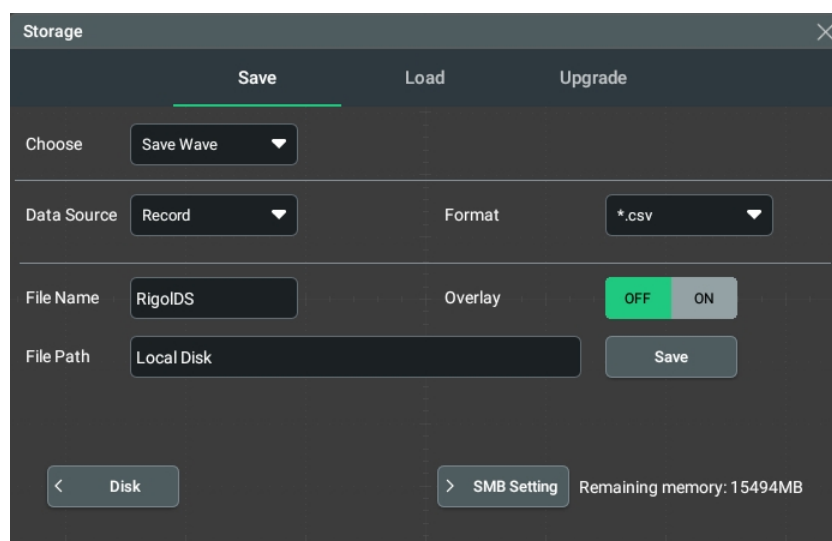 Storage
Save Load Upgrade
Choose Save Wave
Data Source Record Format *.csv
File Name RigolDS Overlay OFF ON
File Path Local Disk Save
< Disk > SMB Setting Remaining memory: 15494MB